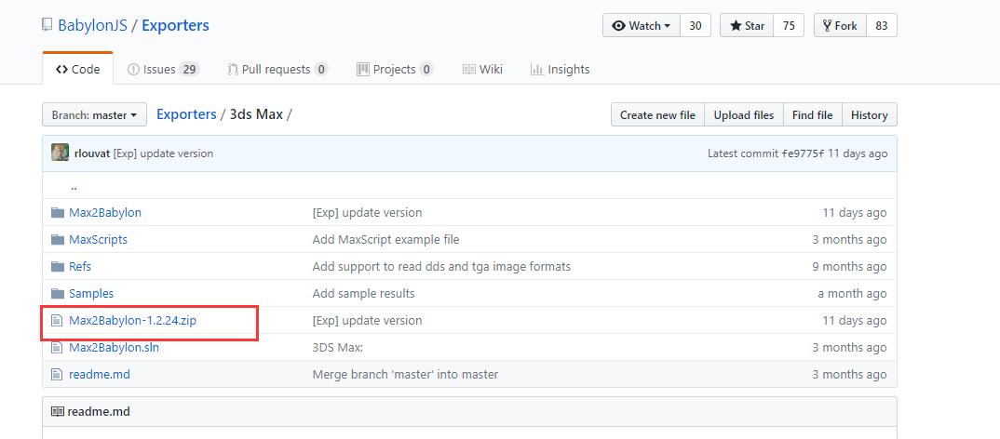 BabylonJS / Exporters Watch 30 Star 75 Fork 83
Code Issues 29 Pull requests 0 Projects 0 Wiki Insights
Branch: master Exporters / 3ds Max / Create new file Upload files Find file History
rlouvat [Exp] update version Latest commit fe9775f 11 days ago
..
Max2Babylon [Exp] update version 11 days ago
MaxScripts Add MaxScript example file 3 months ago
Refs Add support to read dds and tga image formats 9 months ago
Samples Add sample results a month ago
Max2Babylon-1.2.24.zip [Exp] update version 11 days ago
Max2Babylon.sln 3DS Max: 3 months ago
readme.md Merge branch 'master' into master 3 months ago
readme.md